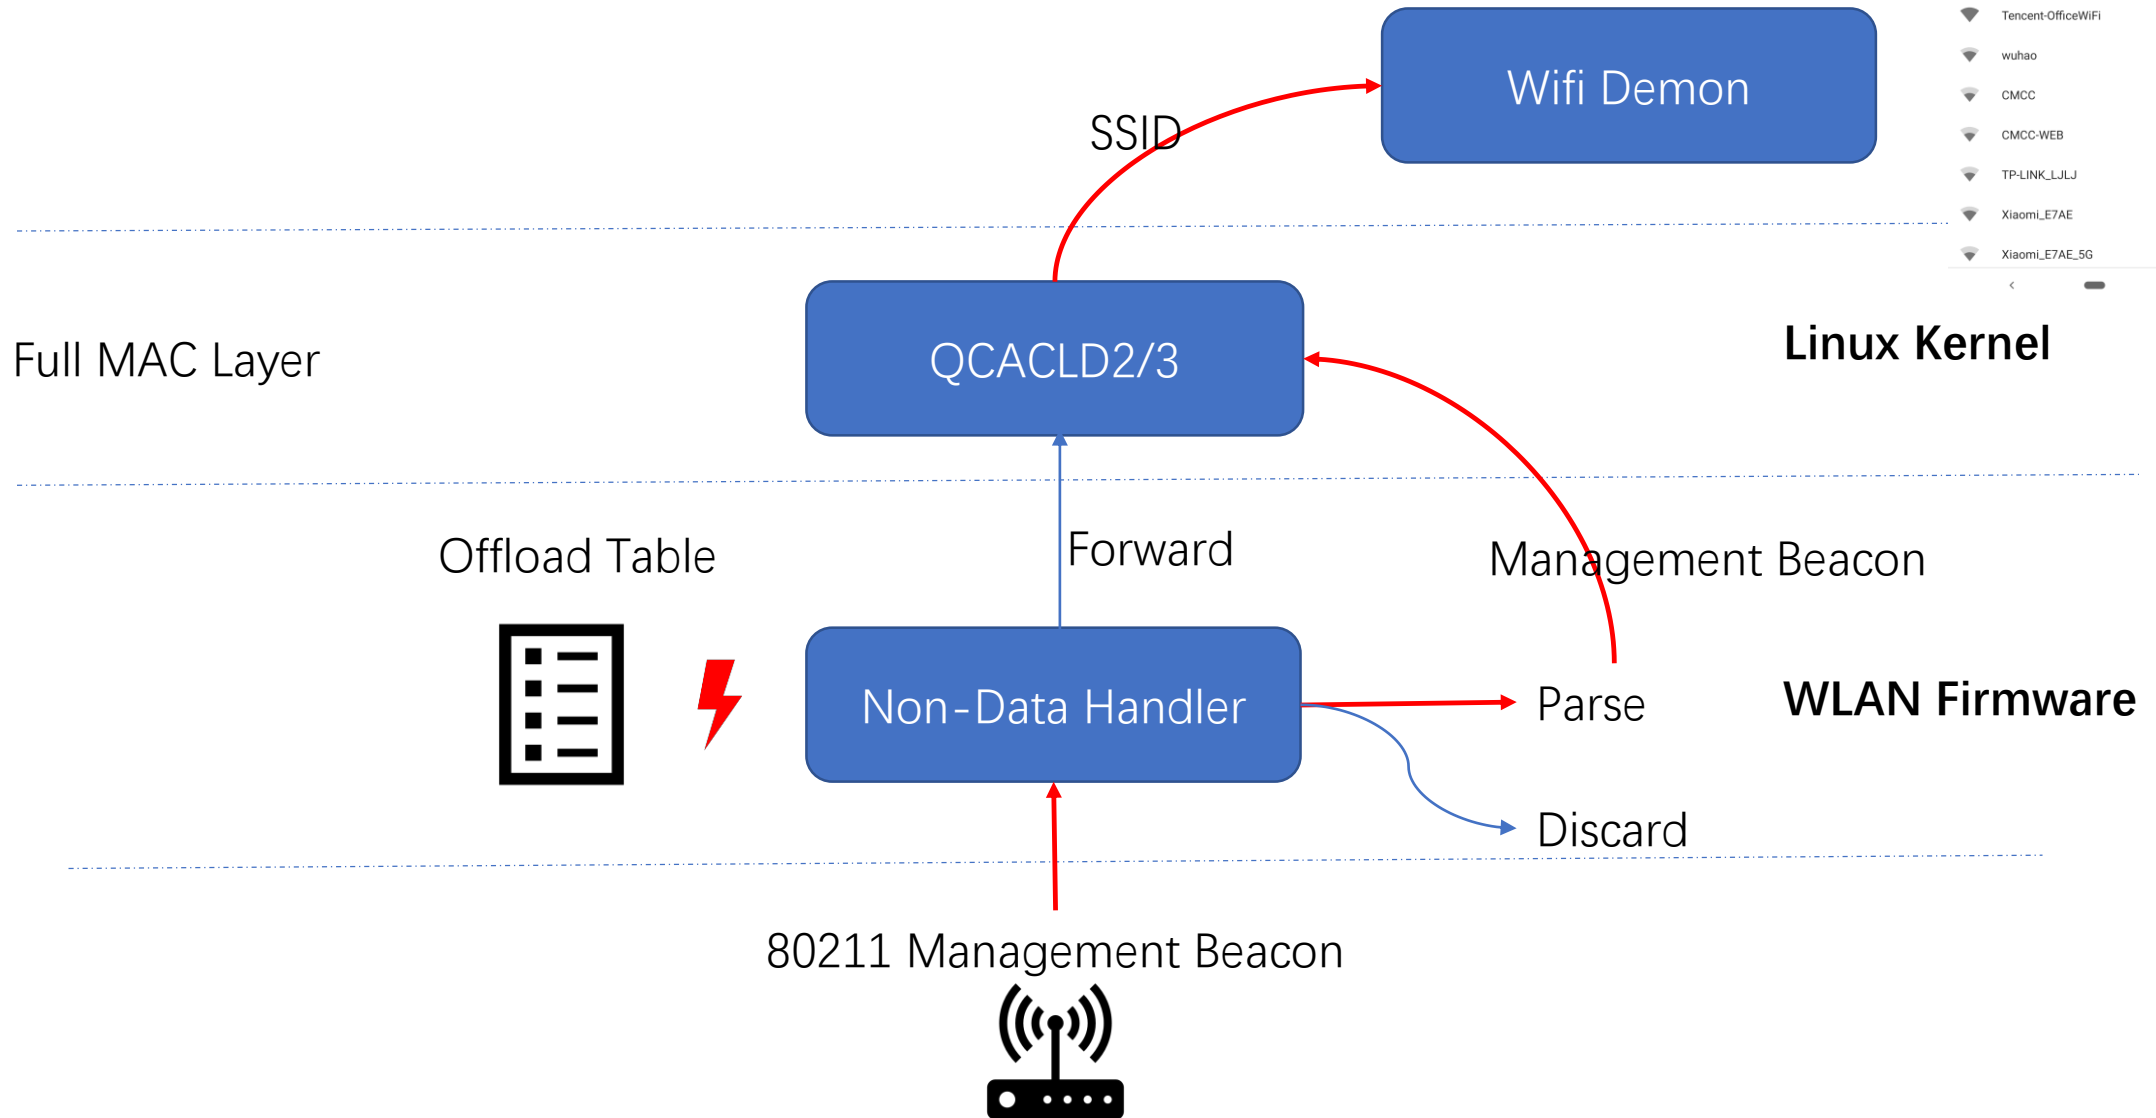 Tencent-OfficeWiFi
wuhao
CMCC
CMCC-WEB
TP-LINK_LJLJ
Xiaomi_E7AE
Xiaomi_E7AE_5G
Wifi Demon
SSID
Full MAC Layer
QCACLD2/3
Linux Kernel
Offload Table
Forward
Management Beacon
Non-Data Handler
Parse
WLAN Firmware
Discard
80211 Management Beacon